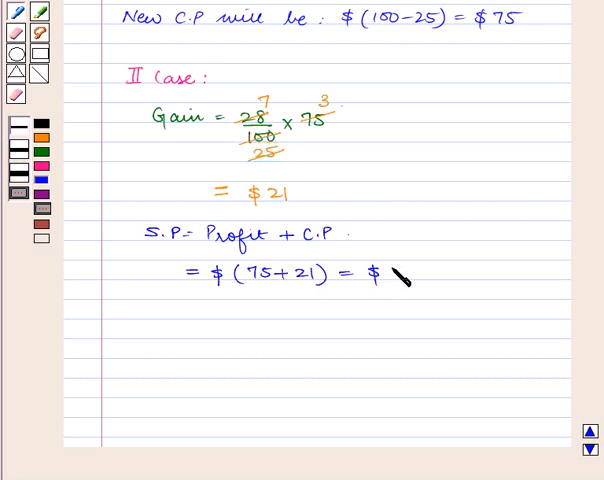 New C.P will be : $ (100 - 25) = $ 75
II Case :
Gain = 28/100 × 75
7 3
25
= $ 21
S.P = Profit + C.P
= $ (75 + 21) = $